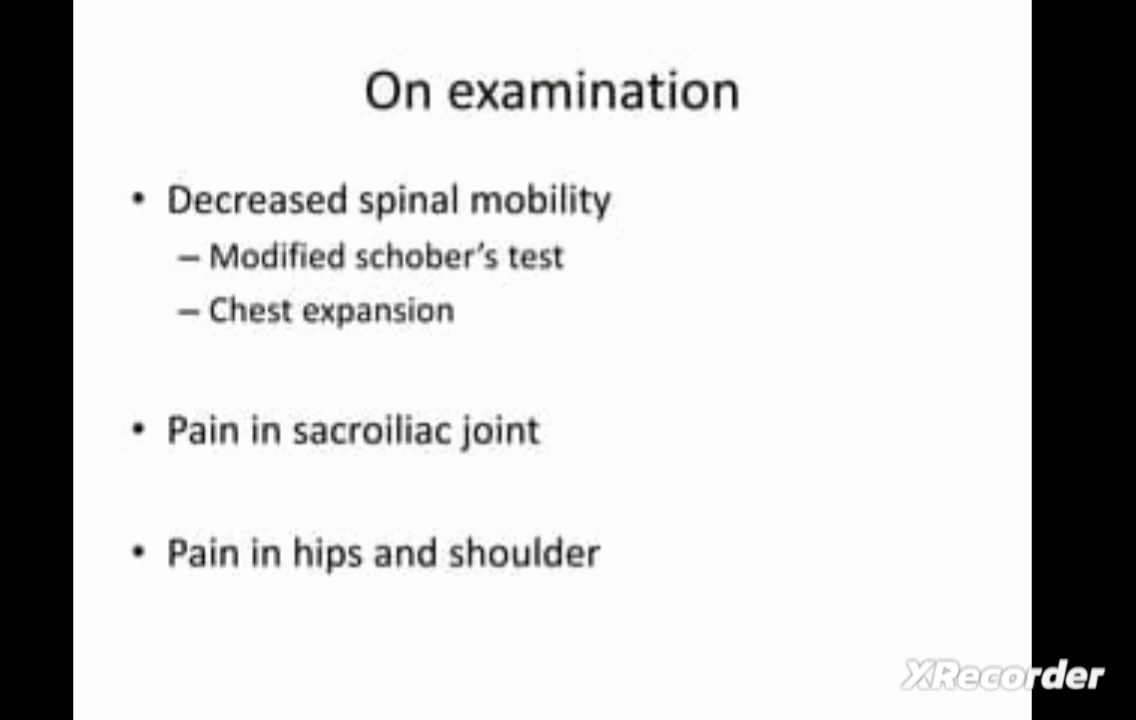 On examination
• Decreased spinal mobility
– Modified schober's test
– Chest expansion
• Pain in sacroiliac joint
• Pain in hips and shoulder
XRecorder